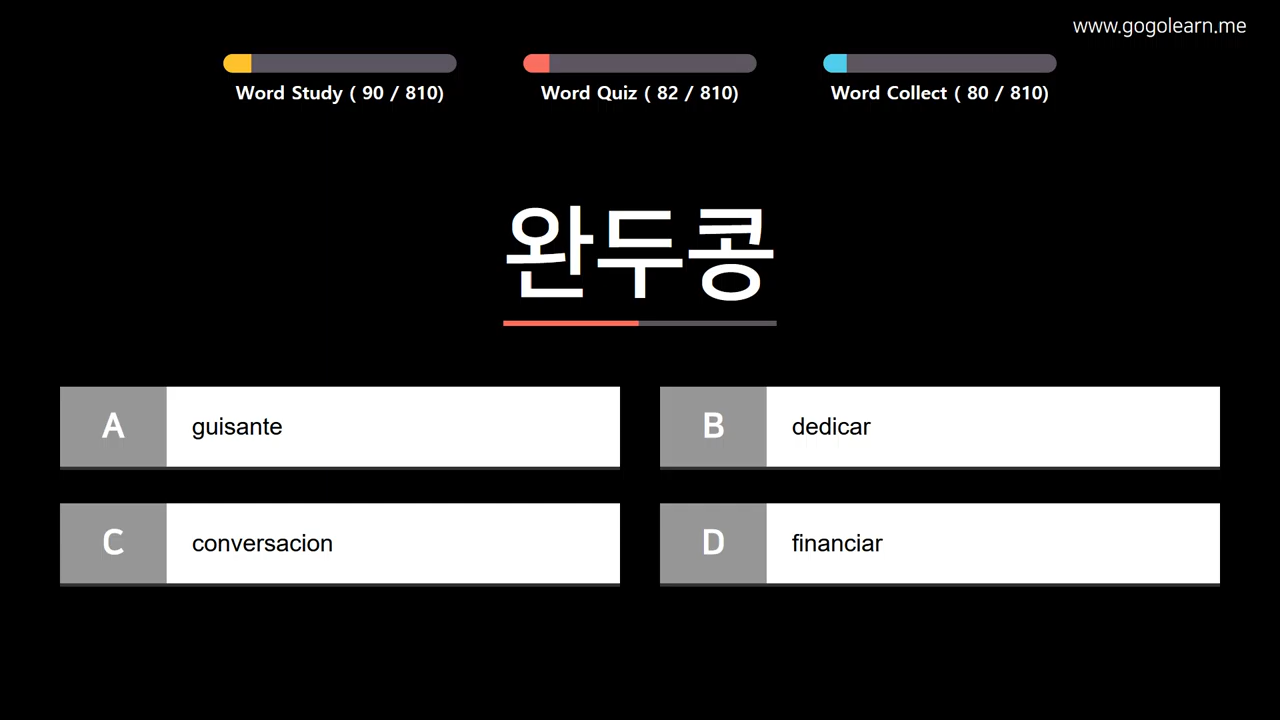 www.gogolearn.me
Word Study ( 90 / 810)
Word Quiz ( 82 / 810)
Word Collect ( 80 / 810)
완두콩
A guisante
B dedicar
C conversacion
D financiar